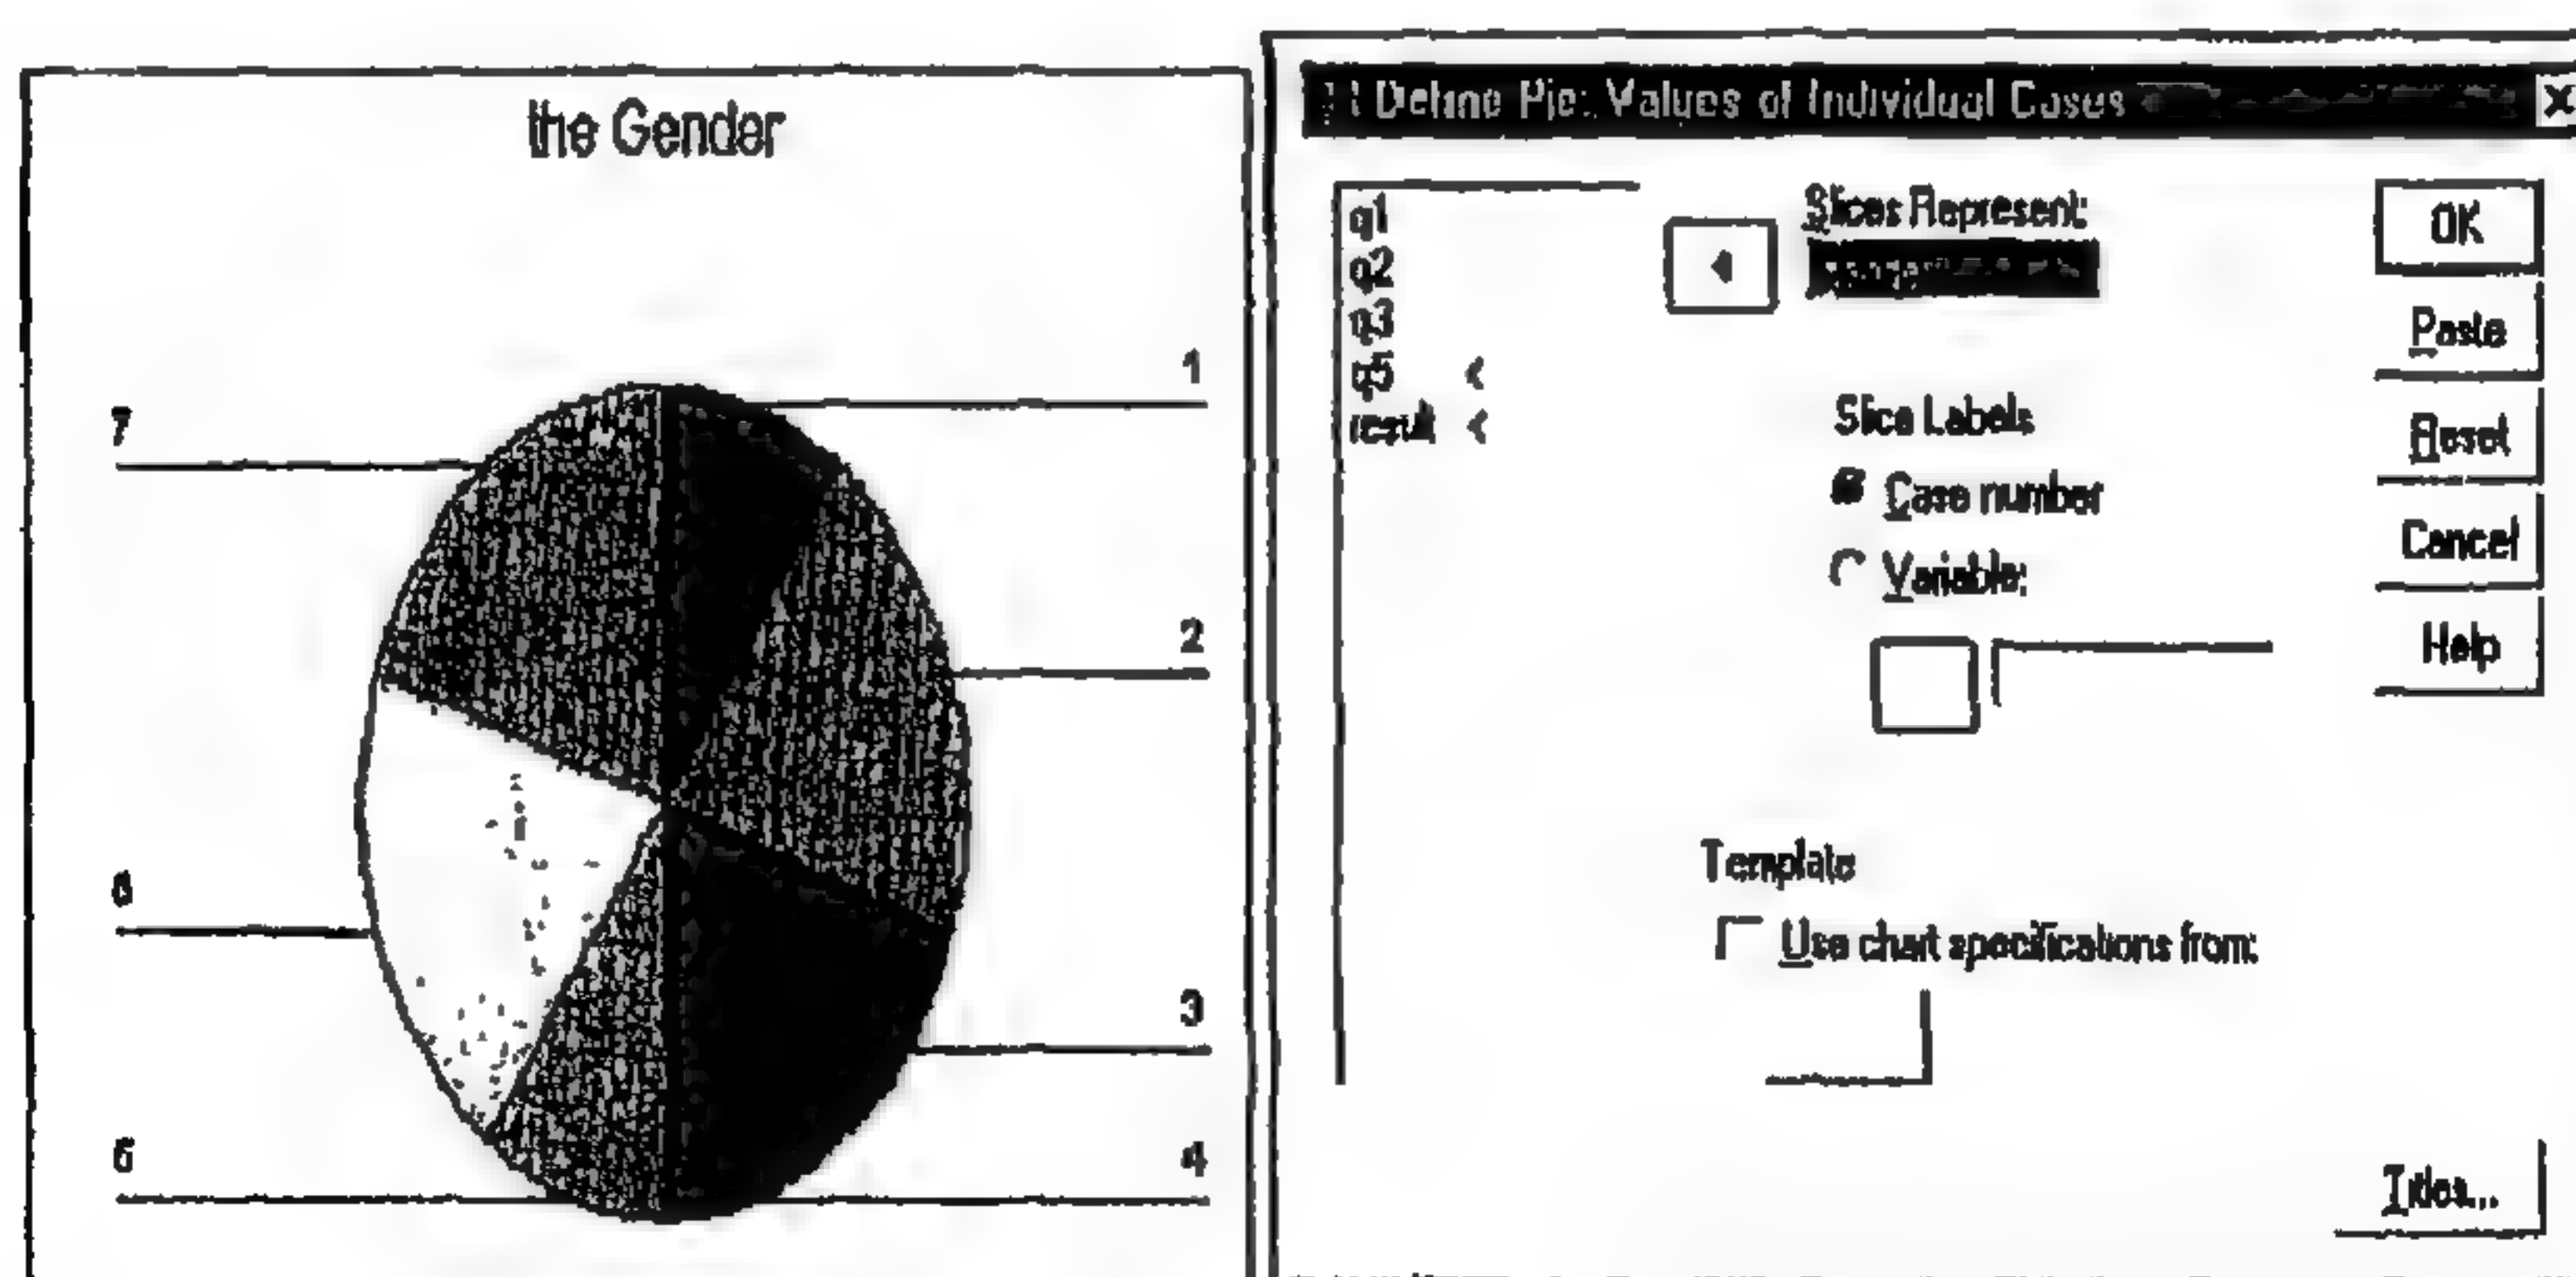 the Gender
1
7
2
6
3
5
4
Define Pie: Values of Individual Cases
q1
q2
q3
q5
result
Slices Represent:
OK
Paste
Reset
Cancel
Help
Slice Labels
Case number
Variable:
Template
Use chart specifications from:
Titles...